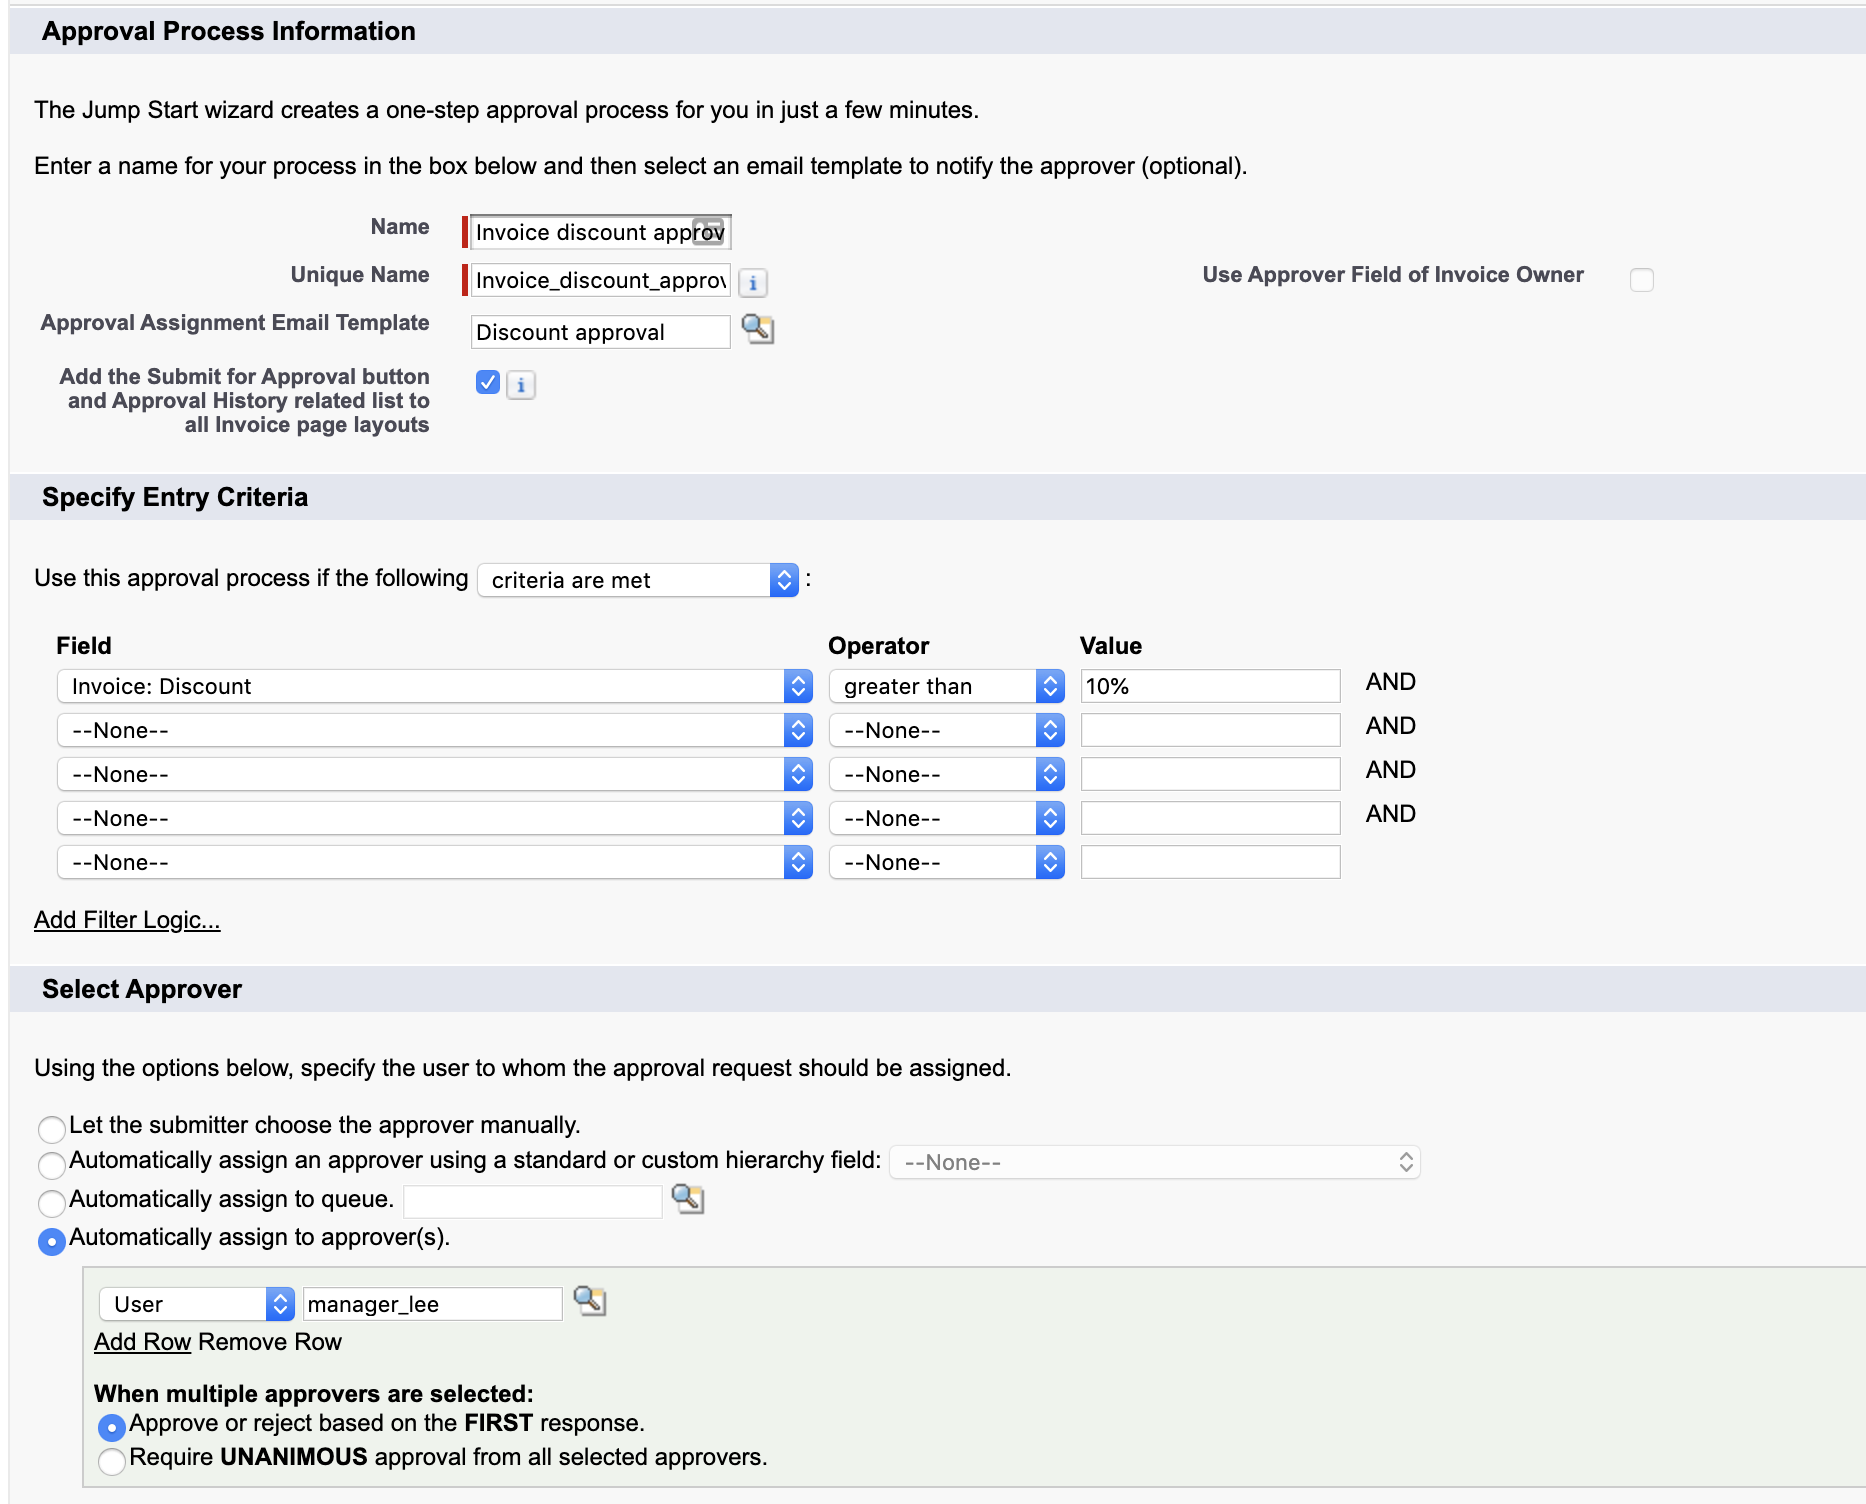 Approval Process Information
The Jump Start wizard creates a one-step approval process for you in just a few minutes.
Enter a name for your process in the box below and then select an email template to notify the approver (optional).
Name Invoice discount approv
Unique Name Invoice_discount_approv i Use Approver Field of Invoice Owner
Approval Assignment Email Template Discount approval
Add the Submit for Approval button
and Approval History related list to
all Invoice page layouts
i
Specify Entry Criteria
Use this approval process if the following criteria are met :
Field Operator Value
Invoice: Discount greater than 10% AND
--None-- --None-- AND
--None-- --None-- AND
--None-- --None-- AND
--None-- --None--
Add Filter Logic...
Select Approver
Using the options below, specify the user to whom the approval request should be assigned.
Let the submitter choose the approver manually.
Automatically assign an approver using a standard or custom hierarchy field: --None--
Automatically assign to queue.
Automatically assign to approver(s).
User manager_lee
Add Row Remove Row
When multiple approvers are selected:
Approve or reject based on the FIRST response.
Require UNANIMOUS approval from all selected approvers.